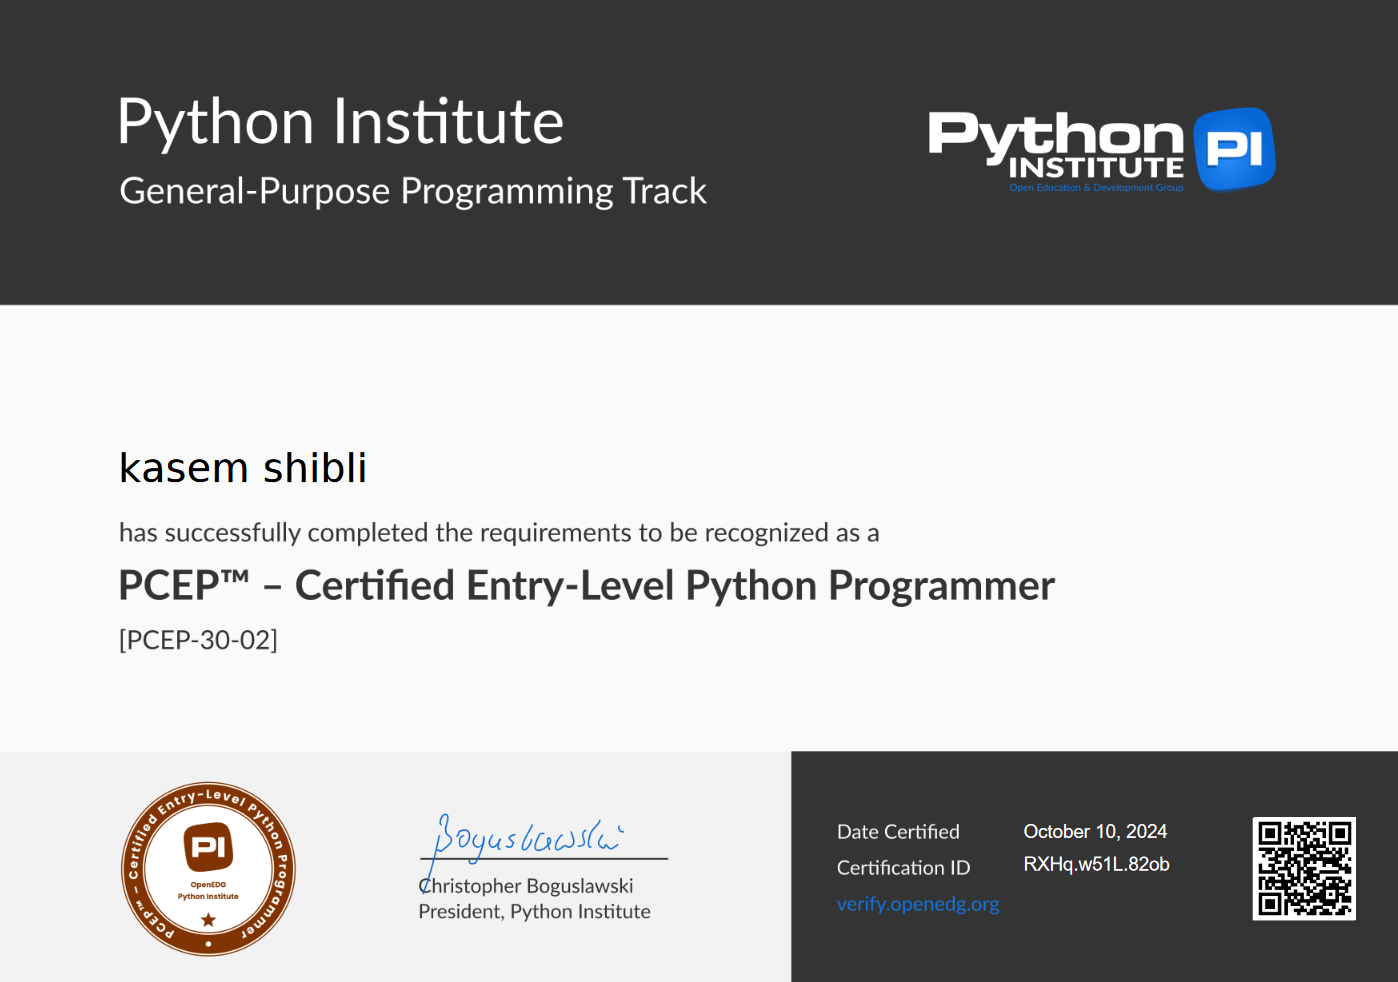 Python Institute
General-Purpose Programming Track
Python
INSTITUTE
Open Education & Development Group
PI
kasem shibli
has successfully completed the requirements to be recognized as a
PCEP™ – Certified Entry-Level Python Programmer
[PCEP-30-02]
PCEP™ – Certified Entry-Level Python Programmer
PI
OpenEDG
Python Institute
Boguslawski
Christopher Boguslawski
President, Python Institute
Date Certified October 10, 2024
Certification ID RXHq.w51L.82ob
verify.openedg.org